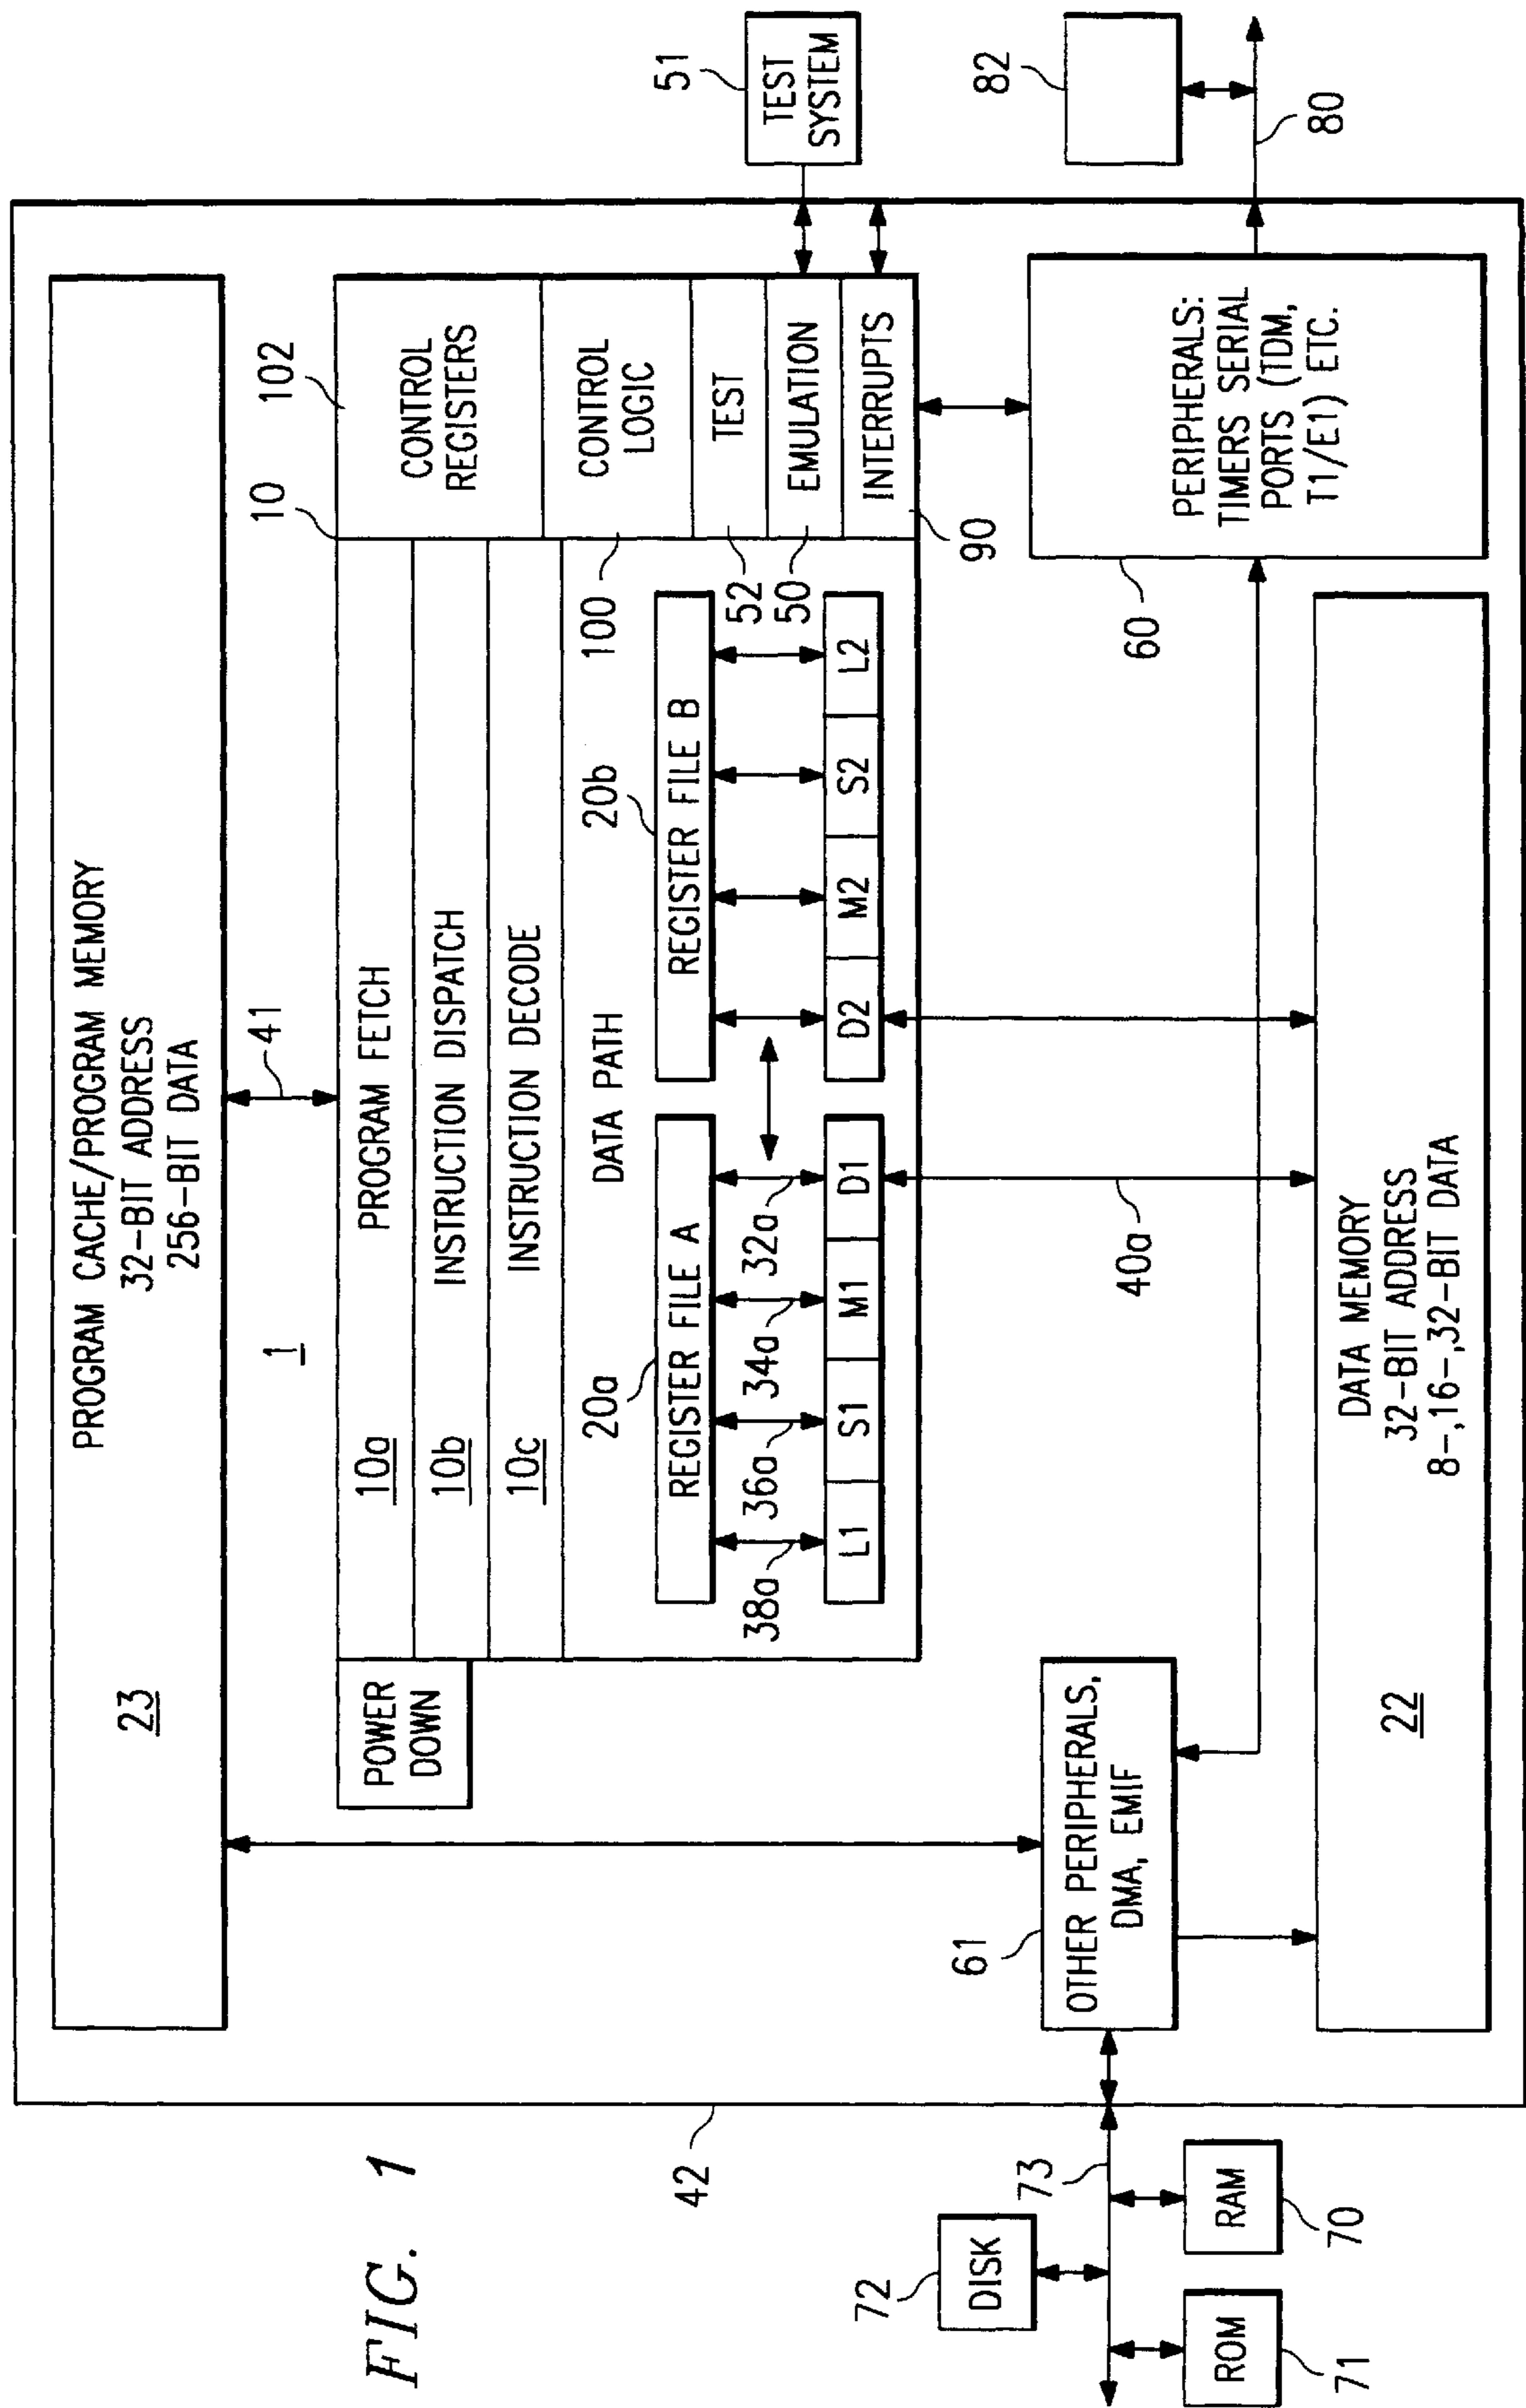 PROGRAM CACHE/PROGRAM MEMORY
32-BIT ADDRESS
256-BIT DATA
23
41
1
10
102
POWER
DOWN
10a
PROGRAM FETCH
10b
INSTRUCTION DISPATCH
10c
INSTRUCTION DECODE
DATA PATH
20a
REGISTER FILE A
20b
REGISTER FILE B
38a
36a
34a
32a
L1
S1
M1
D1
D2
M2
S2
L2
CONTROL
REGISTERS
CONTROL
LOGIC
100
TEST
52
EMULATION
50
INTERRUPTS
90
51
TEST
SYSTEM
82
80
61
OTHER PERIPHERALS,
DMA, EMIF
40a
60
PERIPHERALS:
TIMERS SERIAL
PORTS (TDM,
T1/E1) ETC.
DATA MEMORY
32-BIT ADDRESS
8-,16-,32-BIT DATA
22
42
FIG. 1
72
DISK
73
ROM
71
RAM
70